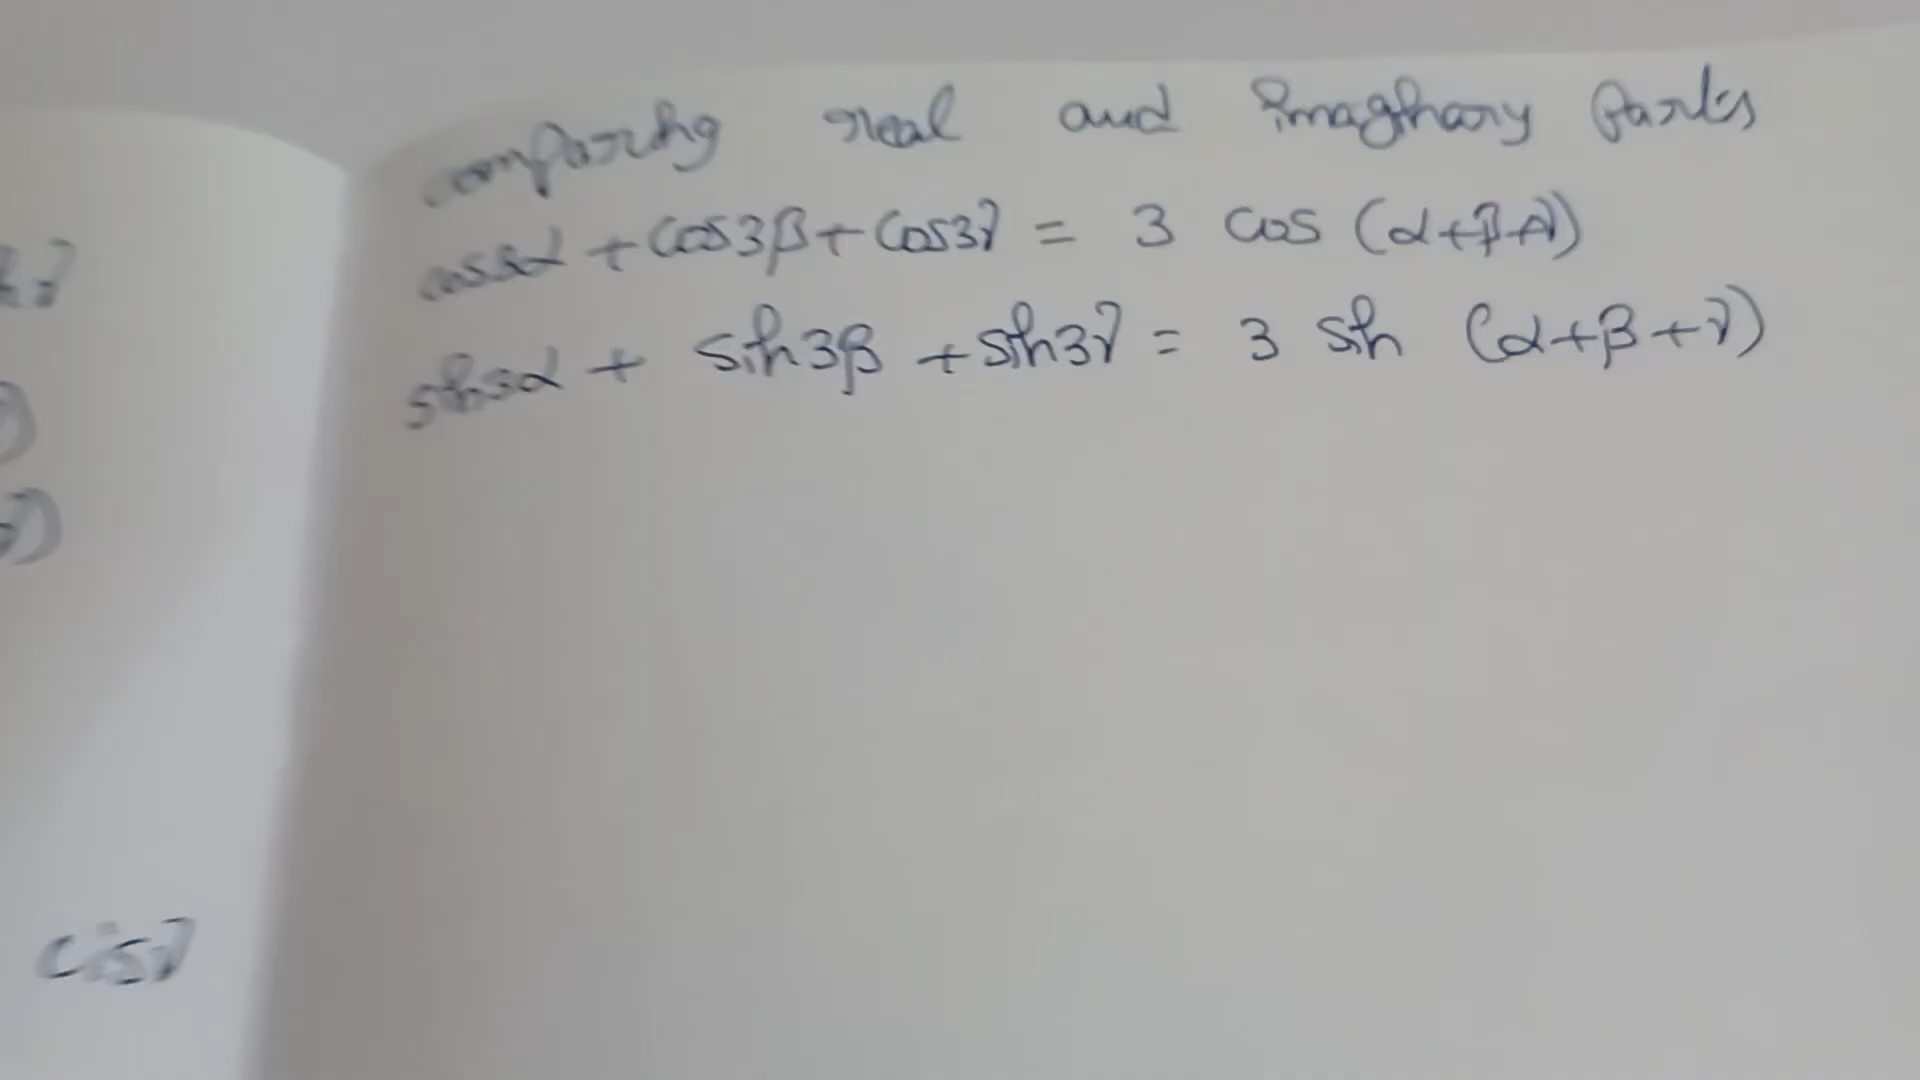 comparing real and imaginary parts
cos3α + cos3β + cos3γ = 3 cos (α+β+γ)
sin3α + sin3β + sin3γ = 3 sin (α+β+γ)
cisγ